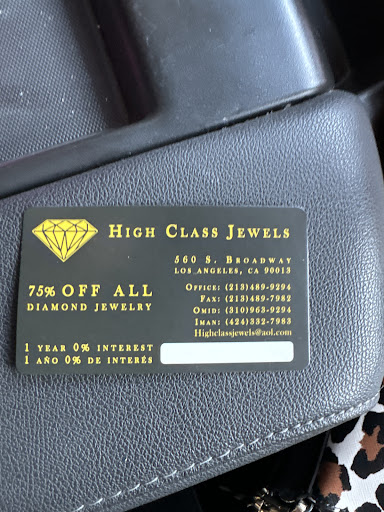 HIGH CLASS JEWELS
560 S. BROADWAY
LOS ANGELES, CA 90013
75% OFF ALL
DIAMOND JEWELRY
OFFICE: (213)489-9294
FAX: (213)489-7982
OMID: (310)963-9294
IMAN: (424)332-7983
Highclassjewels@aol.com
1 YEAR 0% INTEREST
1 AÑO 0% DE INTERÉS